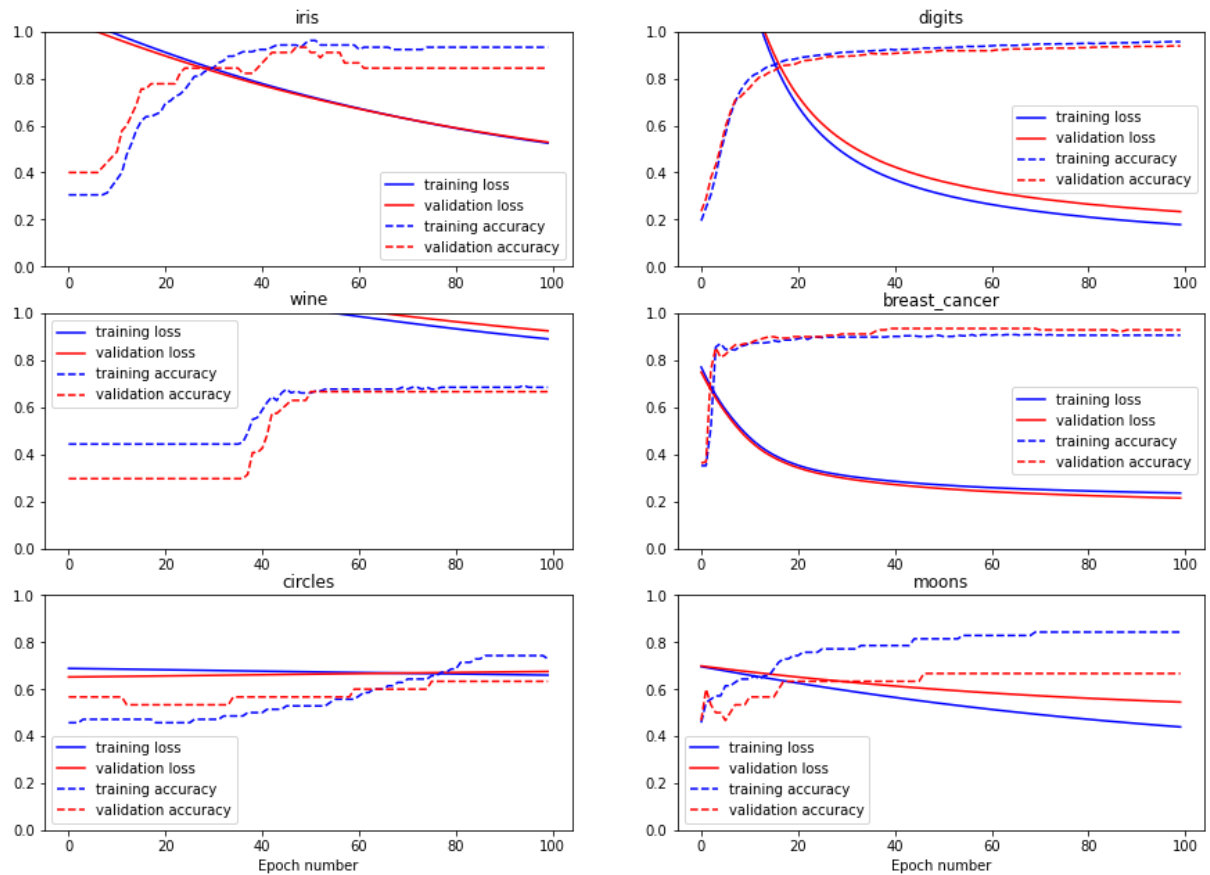 iris
1.0
0.8
0.6
0.4
0.2
0.0
0 20 40 60 80 100
training loss
validation loss
training accuracy
validation accuracy
digits
1.0
0.8
0.6
0.4
0.2
0.0
0 20 40 60 80 100
training loss
validation loss
training accuracy
validation accuracy
wine
1.0
0.8
0.6
0.4
0.2
0.0
0 20 40 60 80 100
training loss
validation loss
training accuracy
validation accuracy
breast_cancer
1.0
0.8
0.6
0.4
0.2
0.0
0 20 40 60 80 100
training loss
validation loss
training accuracy
validation accuracy
circles
1.0
0.8
0.6
0.4
0.2
0.0
0 20 40 60 80 100
training loss
validation loss
training accuracy
validation accuracy
Epoch number
moons
1.0
0.8
0.6
0.4
0.2
0.0
0 20 40 60 80 100
training loss
validation loss
training accuracy
validation accuracy
Epoch number